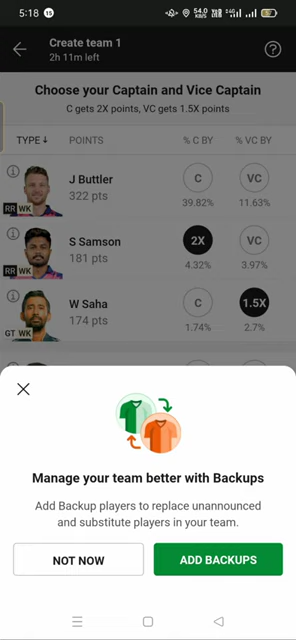 5:18 15 54.0 KB/S
Create team 1
2h 11m left
Choose your Captain and Vice Captain
C gets 2X points, VC gets 1.5X points
TYPE↓ POINTS % C BY % VC BY
J Buttler
322 pts
C VC
RR WK
39.82% 11.63%
S Samson
181 pts
2X VC
RR WK
4.32% 3.97%
W Saha
174 pts
C 1.5X
GT WK
1.74% 2.7%
Manage your team better with Backups
Add Backup players to replace unannounced
and substitute players in your team.
NOT NOW ADD BACKUPS